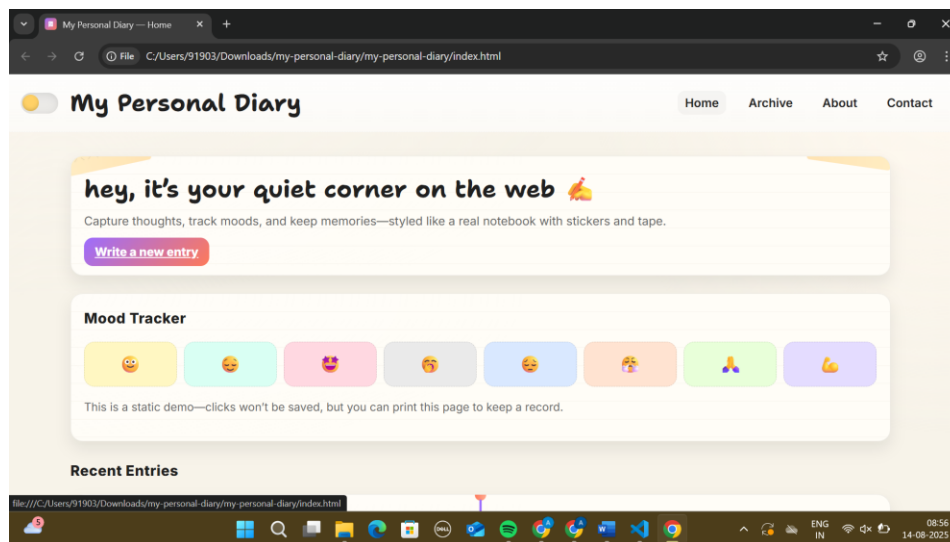 My Personal Diary — Home
File C:/Users/91903/Downloads/my-personal-diary/my-personal-diary/index.html
My Personal Diary
Home Archive About Contact
hey, it's your quiet corner on the web
Capture thoughts, track moods, and keep memories—styled like a real notebook with stickers and tape.
Write a new entry
Mood Tracker
This is a static demo—clicks won't be saved, but you can print this page to keep a record.
Recent Entries
file:///C:/Users/91903/Downloads/my-personal-diary/my-personal-diary/index.html
5
DELL
A
A
ENG
IN
08:56
14-08-2025